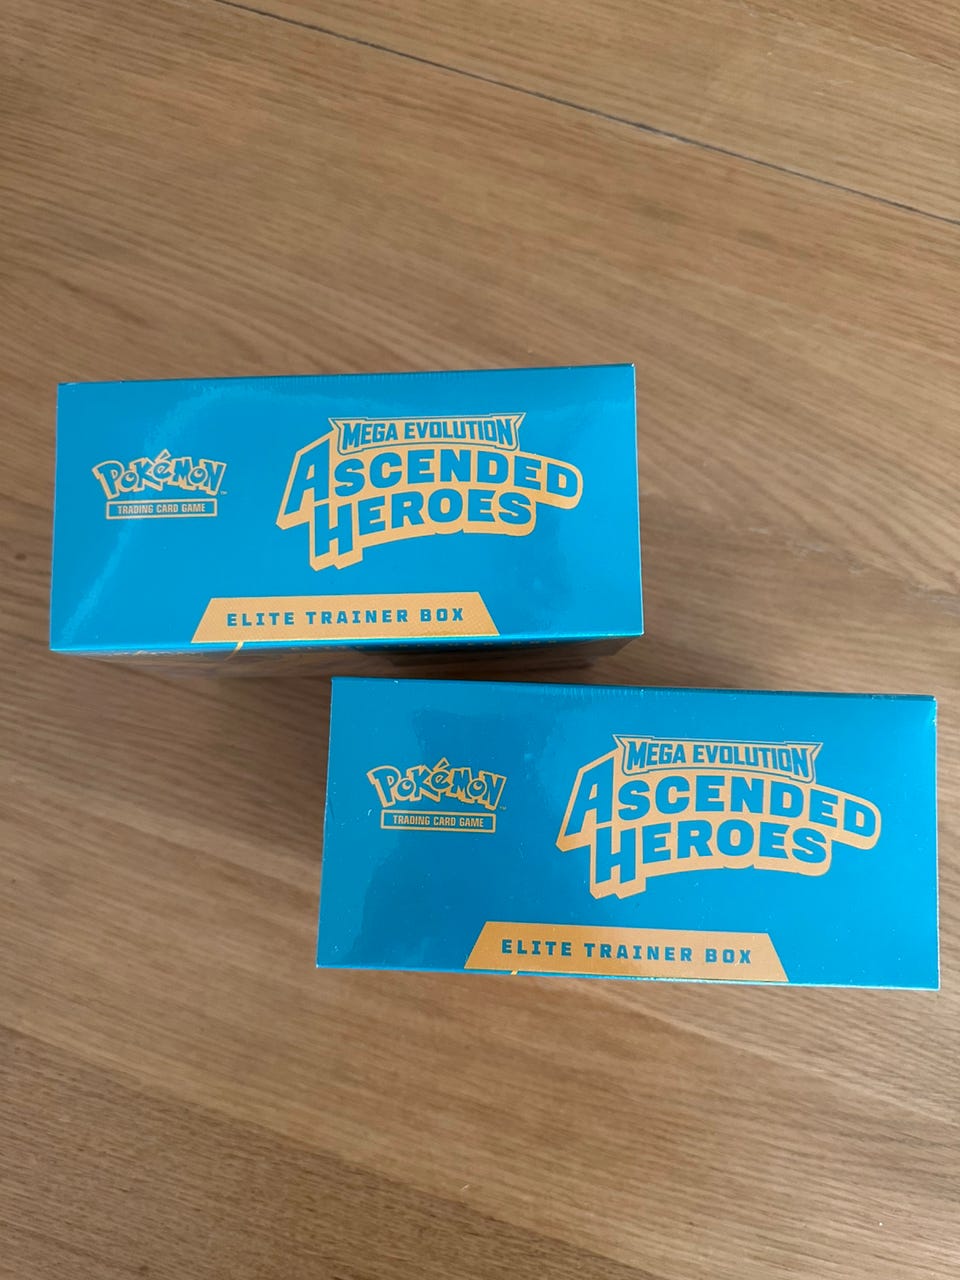 MEGA EVOLUTION
ASCENDED
HEROES
POKéMON
TRADING CARD GAME
ELITE TRAINER BOX
MEGA EVOLUTION
ASCENDED
HEROES
POKéMON
TRADING CARD GAME
ELITE TRAINER BOX